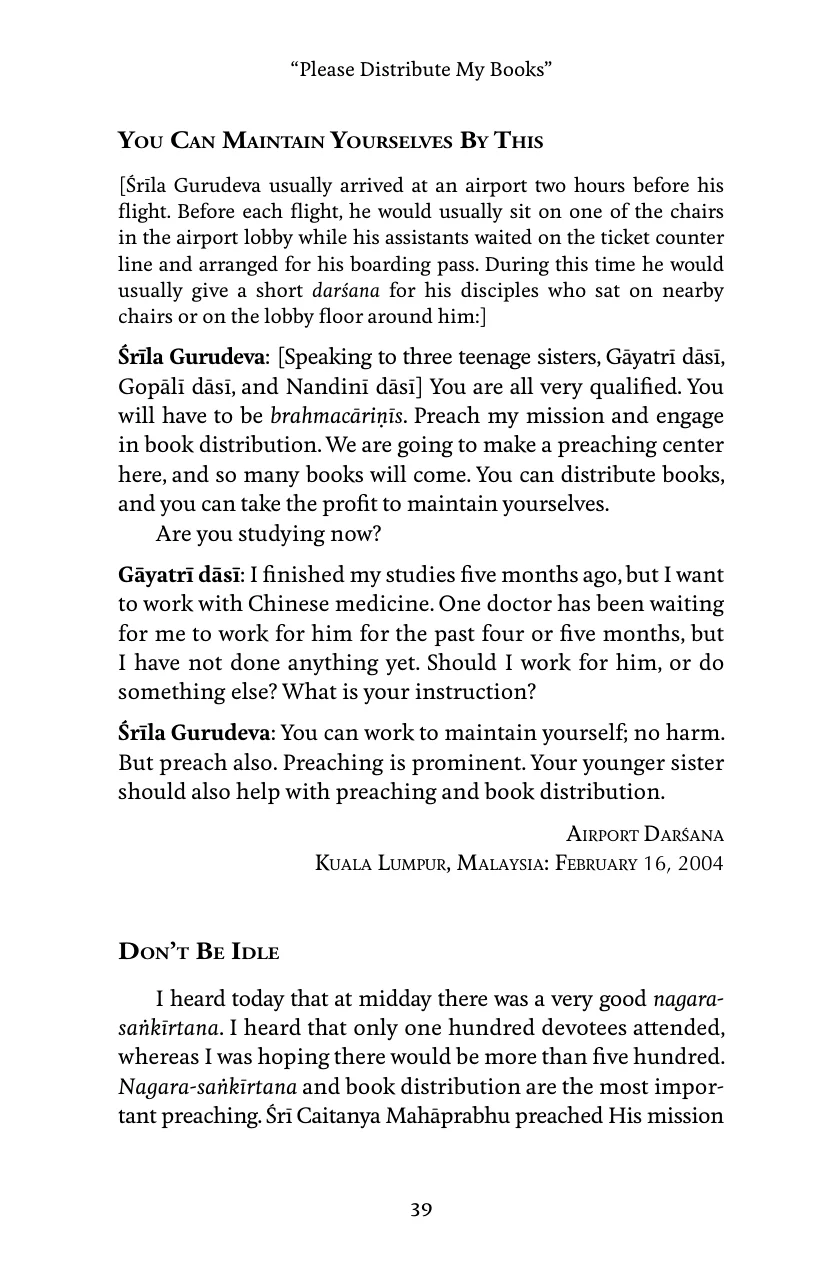 “Please Distribute My Books”
You Can Maintain Yourselves By This
[Śrīla Gurudeva usually arrived at an airport two hours before his
flight. Before each flight, he would usually sit on one of the chairs
in the airport lobby while his assistants waited on the ticket counter
line and arranged for his boarding pass. During this time he would
usually give a short darśana for his disciples who sat on nearby
chairs or on the lobby floor around him:]
Śrīla Gurudeva: [Speaking to three teenage sisters, Gāyatrī dāsī,
Gopālī dāsī, and Nandinī dāsī] You are all very qualified. You
will have to be brahmacāriṇīs. Preach my mission and engage
in book distribution. We are going to make a preaching center
here, and so many books will come. You can distribute books,
and you can take the profit to maintain yourselves.
Are you studying now?
Gāyatrī dāsī: I finished my studies five months ago, but I want
to work with Chinese medicine. One doctor has been waiting
for me to work for him for the past four or five months, but
I have not done anything yet. Should I work for him, or do
something else? What is your instruction?
Śrīla Gurudeva: You can work to maintain yourself; no harm.
But preach also. Preaching is prominent. Your younger sister
should also help with preaching and book distribution.
Airport Darśana
Kuala Lumpur, Malaysia: February 16, 2004
Don’t Be Idle
I heard today that at midday there was a very good nagara-
saṅkīrtana. I heard that only one hundred devotees attended,
whereas I was hoping there would be more than five hundred.
Nagara-saṅkīrtana and book distribution are the most impor-
tant preaching. Śrī Caitanya Mahāprabhu preached His mission
39